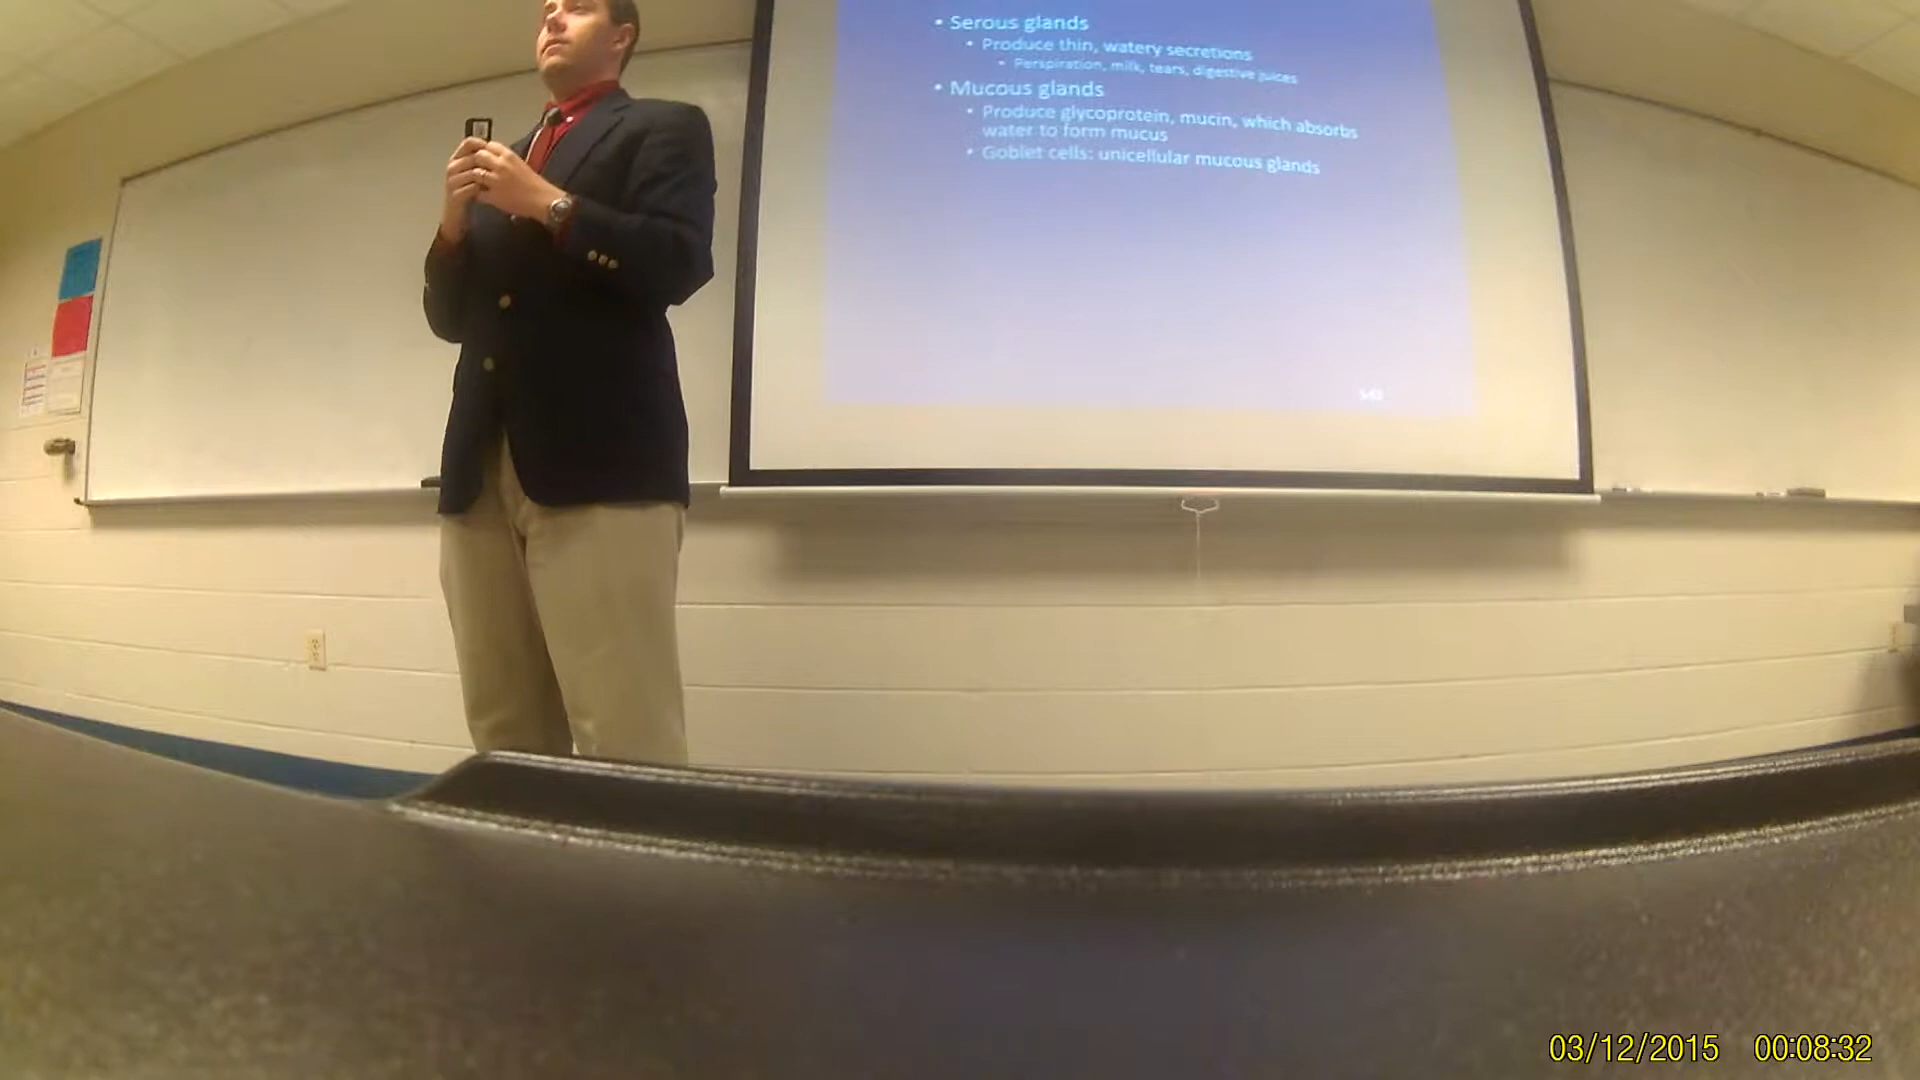 • Serous glands
• Produce thin, watery secretions
• Perspiration, milk, tears, digestive juices
• Mucous glands
• Produce glycoprotein, mucin, which absorbs
water to form mucus
• Goblet cells: unicellular mucous glands
03/12/2015 00:08:32